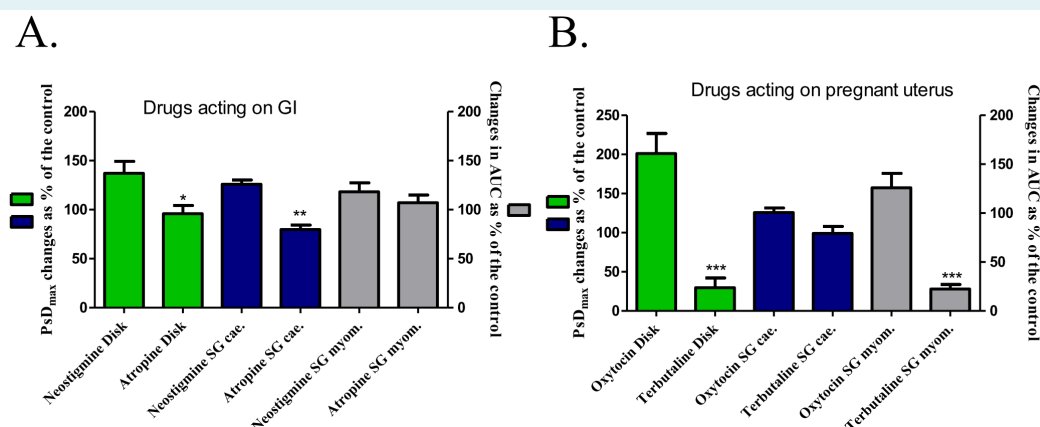 A.
Drugs acting on GI
PsDmax changes as % of the control
200
150
100
50
0
*
**
200
150
100
50
0
Changes in AUC as % of the control
Neostigmine Disk
Atropine Disk
Neostigmine SG cae.
Atropine SG cae.
Neostigmine SG myom.
Atropine SG myom.
B.
Drugs acting on pregnant uterus
PsDmax changes as % of the control
250
200
150
100
50
0
***
***
200
150
100
50
0
Changes in AUC as % of the control
Oxytocin Disk
Terbutaline Disk
Oxytocin SG cae.
Terbutaline SG cae.
Oxytocin SG myom.
Terbutaline SG myom.